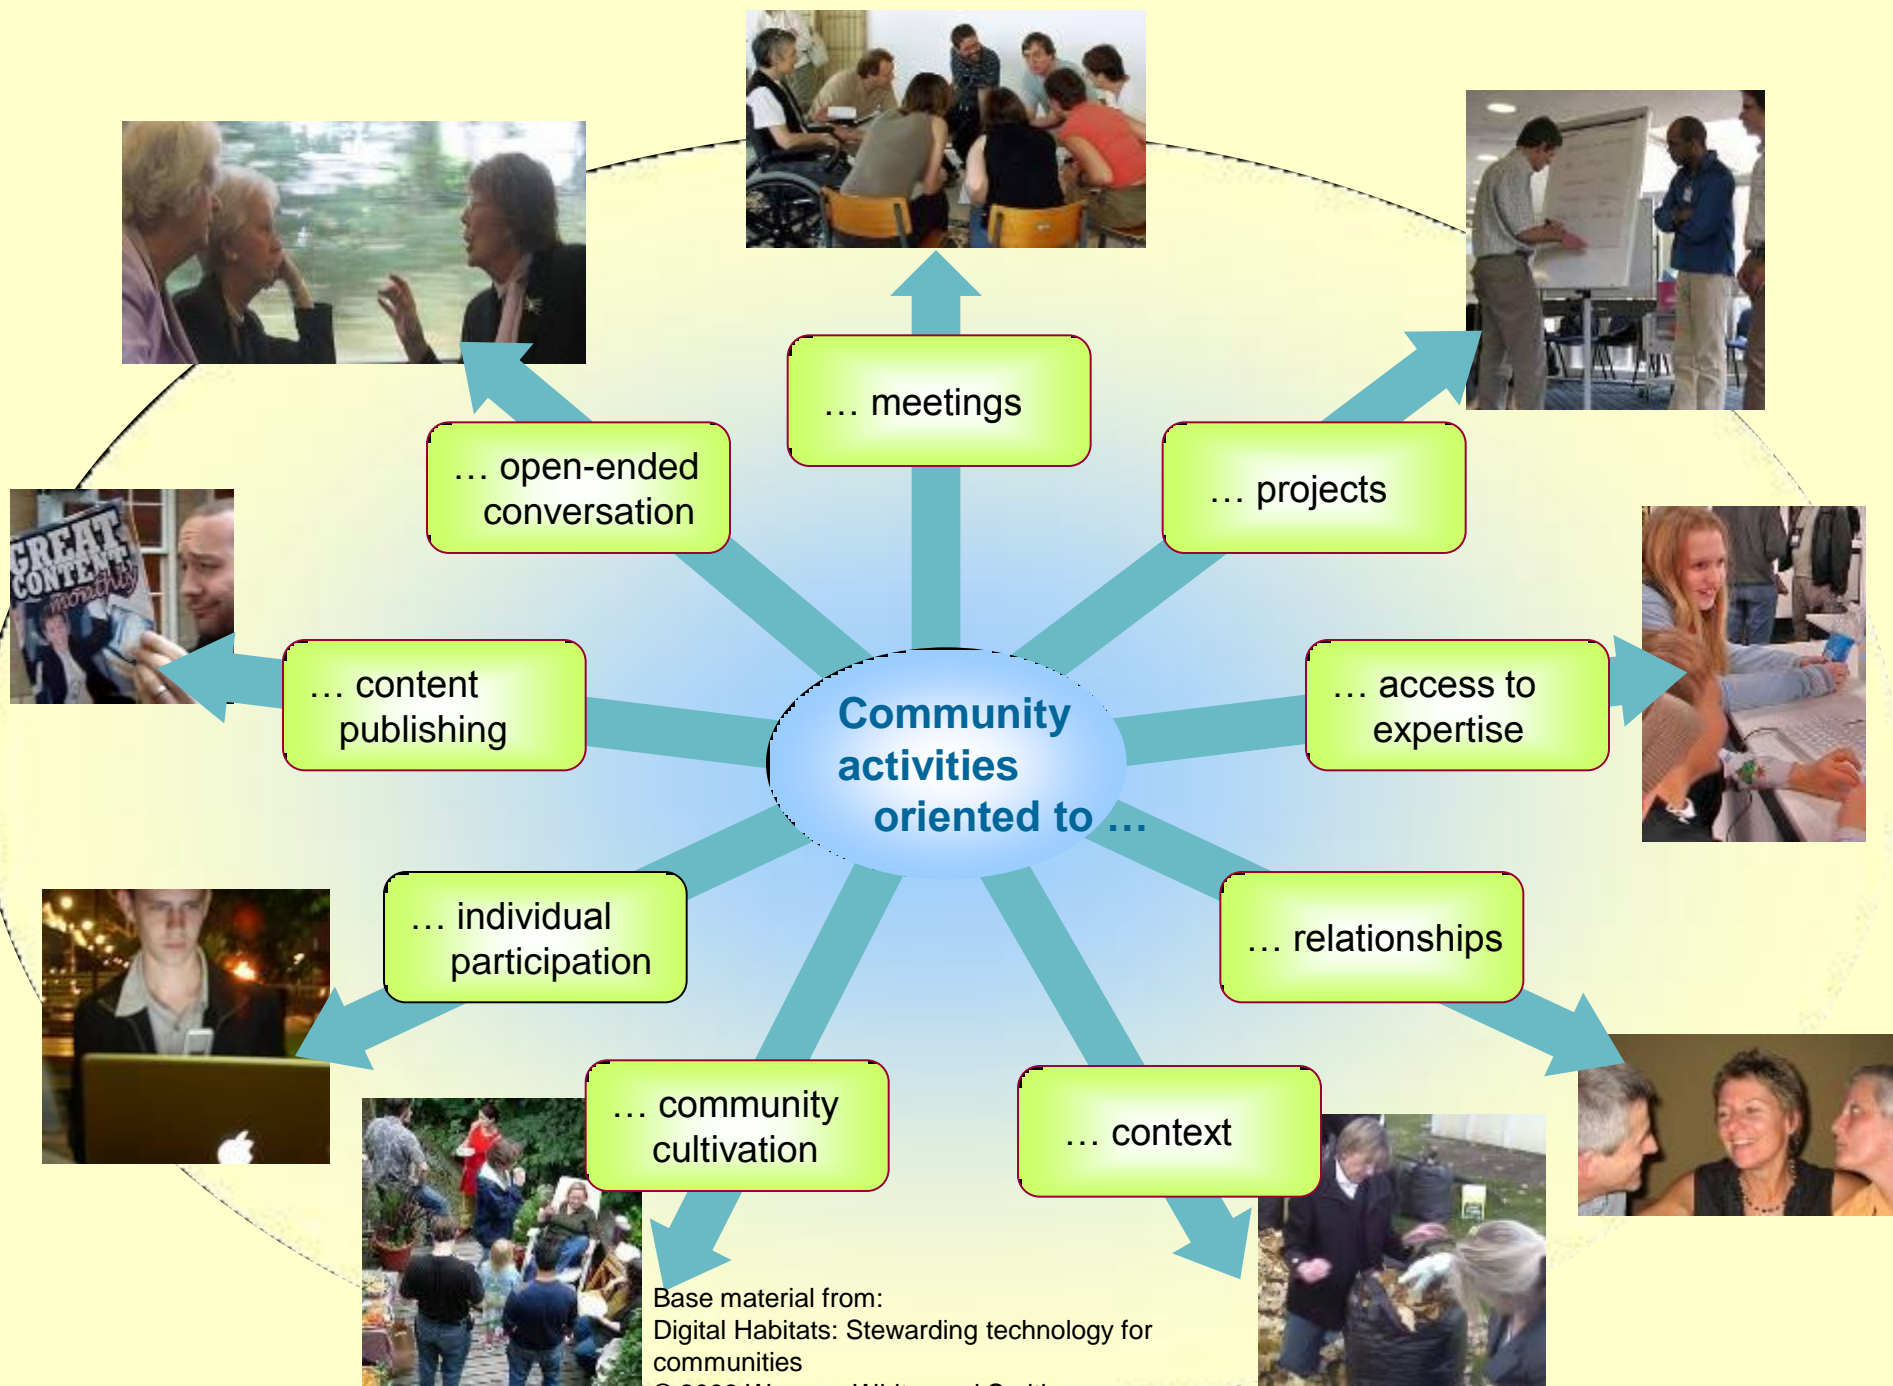 … meetings
… open-ended
conversation
… projects
GREAT
CONTENT
monthly
… content
publishing
… access to
expertise
Community
activities
oriented to …
… individual
participation
… relationships
… community
cultivation
… context
Base material from:
Digital Habitats: Stewarding technology for
communities